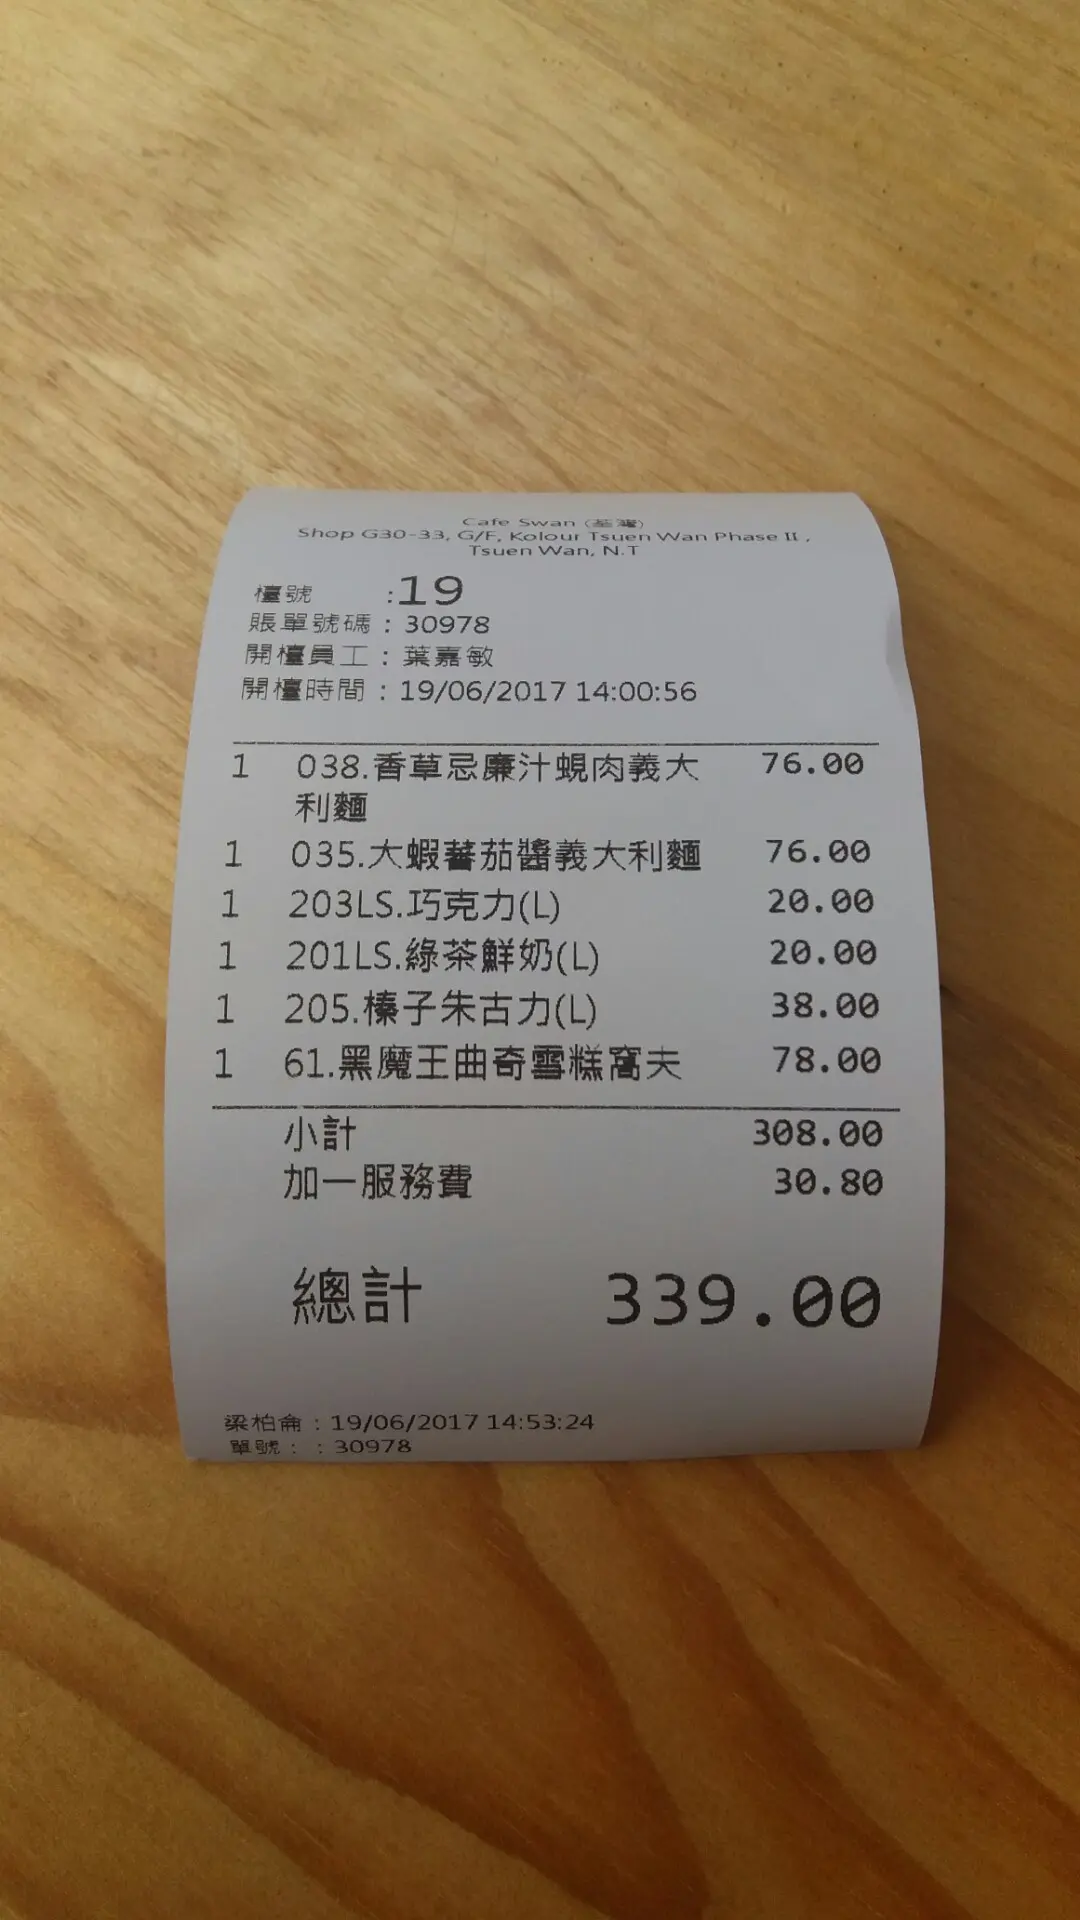 Cafe Swan (荃灣)
Shop G30-33, G/F, Kolour Tsuen Wan Phase II ,
Tsuen Wan, N.T
檯號 :19
賬單號碼 : 30978
開檯員工 : 葉嘉敏
開檯時間 : 19/06/2017 14:00:56
1 038.香草忌廉汁蜆肉義大 76.00
利麵
1 035.大蝦蕃茄醬義大利麵 76.00
1 203LS.巧克力(L) 20.00
1 201LS.綠茶鮮奶(L) 20.00
1 205.榛子朱古力(L) 38.00
1 61.黑魔王曲奇雪糕窩夫 78.00
小計 308.00
加一服務費 30.80
總計 339.00
梁柏侖 : 19/06/2017 14:53:24
單號: : 30978